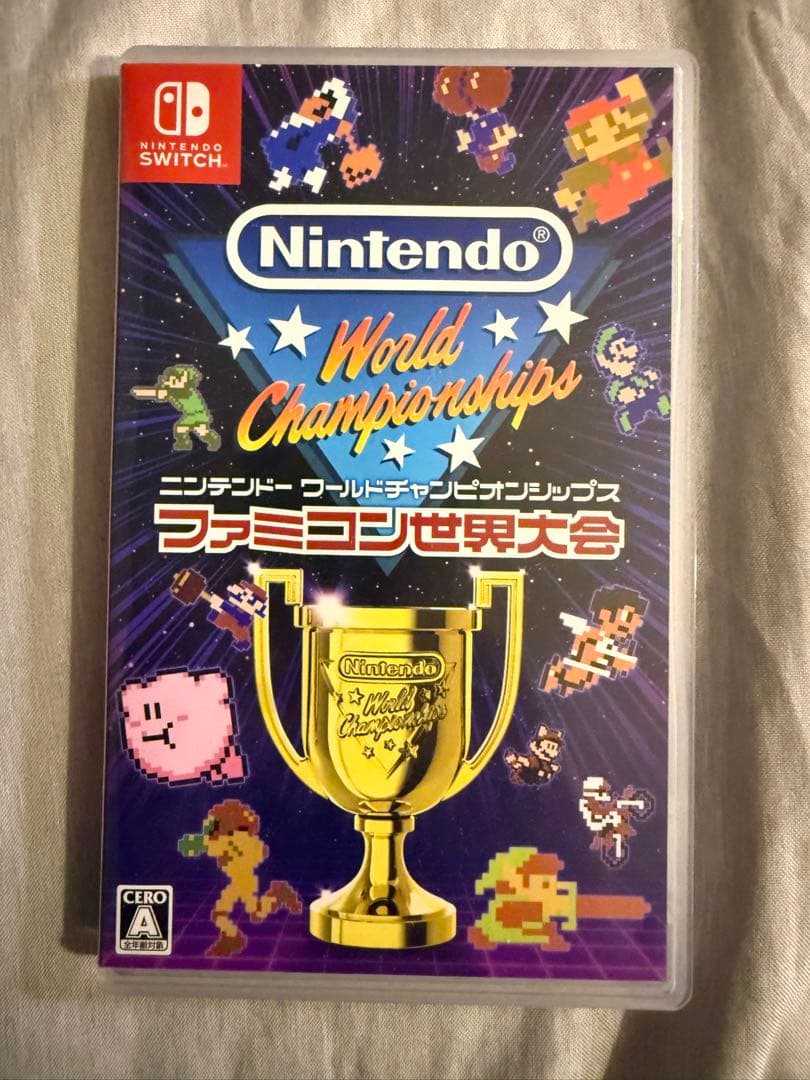 NINTENDO
SWITCH™
Nintendo®
World
Championships
ニンテンドー ワールドチャンピオンシップス
ファミコン世界大会
Nintendo
World
Championships
CERO
A
全年齢対象